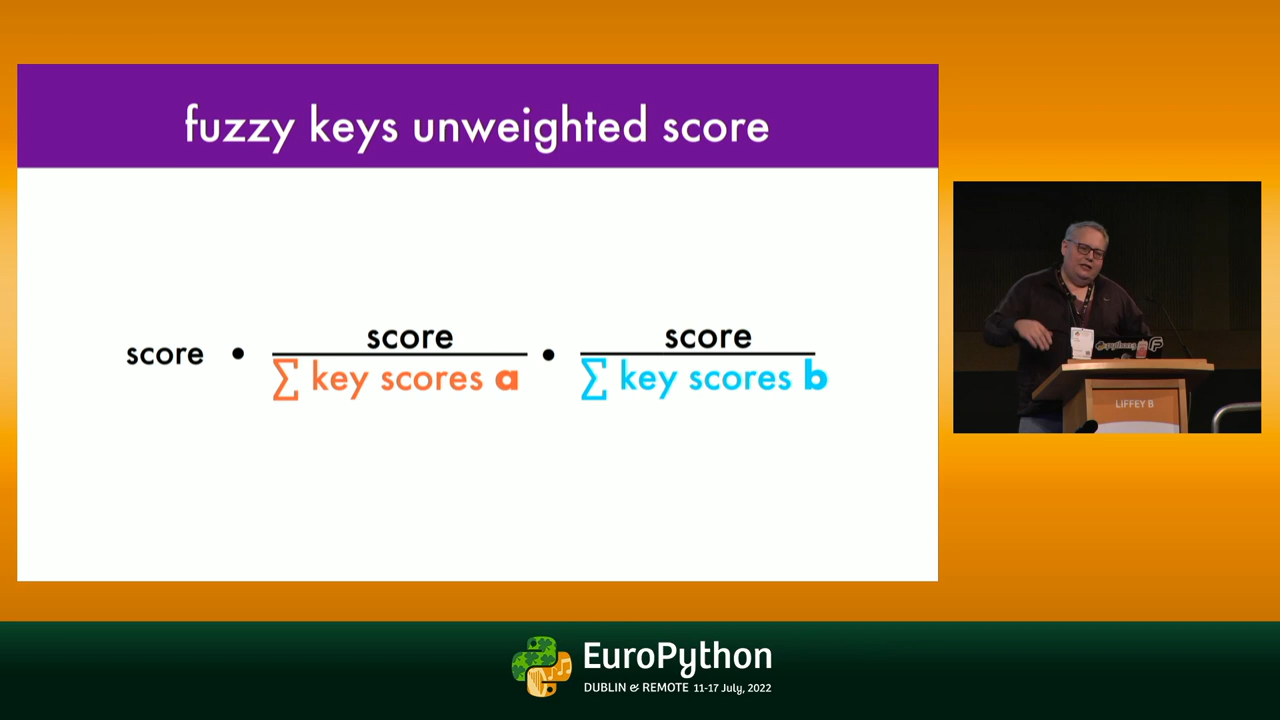 fuzzy keys unweighted score
score • score • score
∑ key scores a ∑ key scores b
LIFFEY B
EuroPython
DUBLIN & REMOTE 11-17 July, 2022